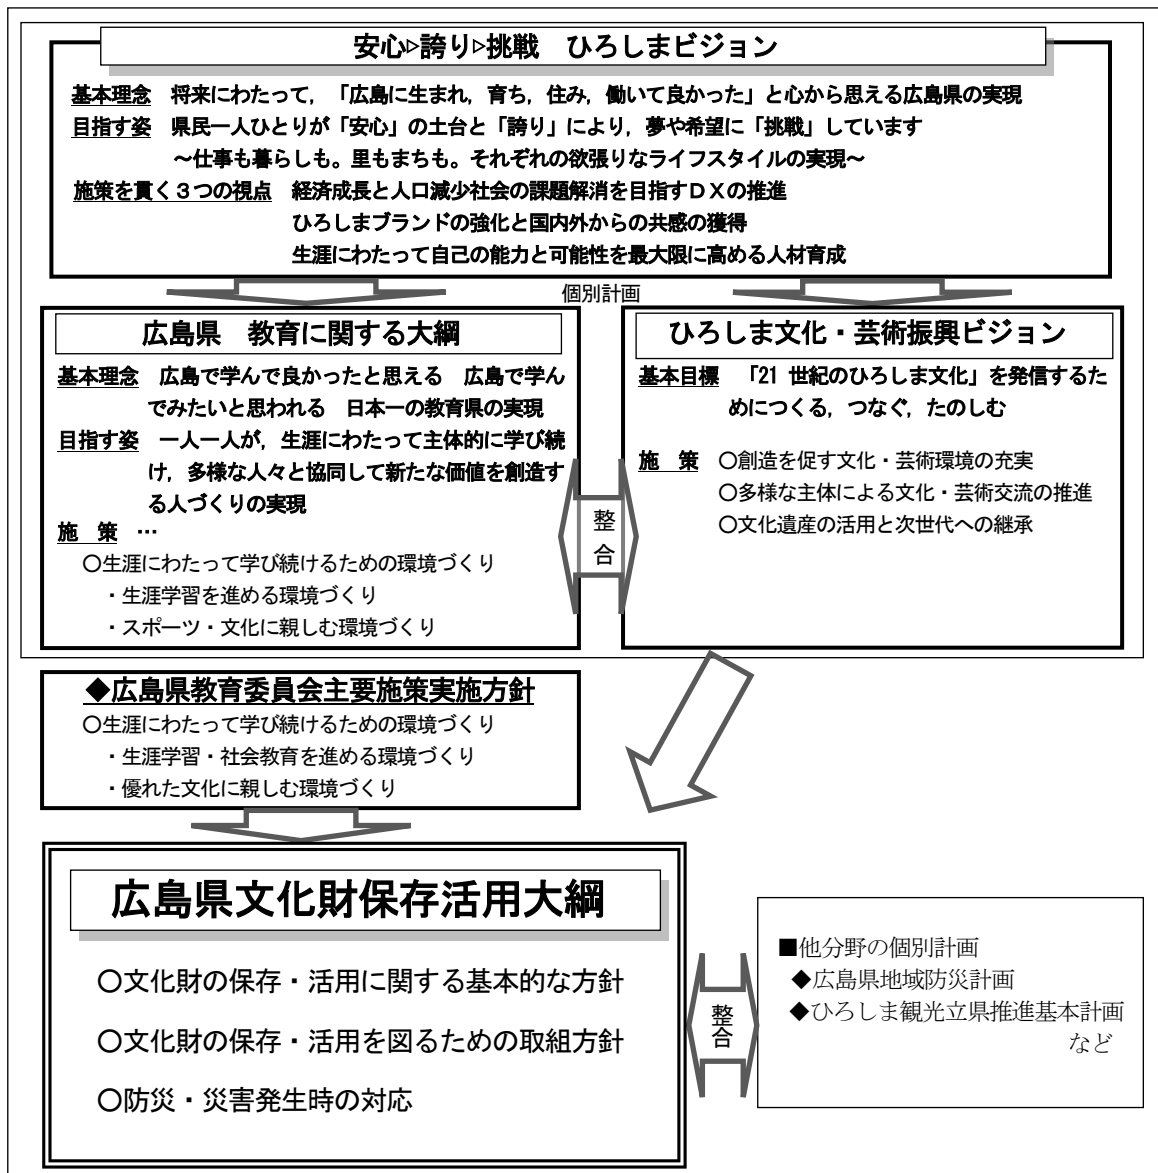 安心▷誇り▷挑戦　ひろしまビジョン
基本理念　将来にわたって，「広島に生まれ，育ち，住み，働いて良かった」と心から思える広島県の実現
目指す姿　県民一人ひとりが「安心」の土台と「誇り」により，夢や希望に「挑戦」しています
～仕事も暮らしも。里もまちも。それぞれの欲張りなライフスタイルの実現～
施策を貫く３つの視点　経済成長と人口減少社会の課題解消を目指すＤＸの推進
ひろしまブランドの強化と国内外からの共感の獲得
生涯にわたって自己の能力と可能性を最大限に高める人材育成
個別計画
広島県　教育に関する大綱
基本理念　広島で学んで良かったと思える　広島で学ん
でみたいと思われる　日本一の教育県の実現
目指す姿　一人一人が，生涯にわたって主体的に学び続
け，多様な人々と協同して新たな価値を創造す
る人づくりの実現
施　策　…
○生涯にわたって学び続けるための環境づくり
・生涯学習を進める環境づくり
・スポーツ・文化に親しむ環境づくり
整
合
ひろしま文化・芸術振興ビジョン
基本目標　「21 世紀のひろしま文化」を発信するた
めにつくる，つなぐ，たのしむ
施　策　○創造を促す文化・芸術環境の充実
○多様な主体による文化・芸術交流の推進
○文化遺産の活用と次世代への継承
◆広島県教育委員会主要施策実施方針
○生涯にわたって学び続けるための環境づくり
・生涯学習・社会教育を進める環境づくり
・優れた文化に親しむ環境づくり
広島県文化財保存活用大綱
○文化財の保存・活用に関する基本的な方針
○文化財の保存・活用を図るための取組方針
○防災・災害発生時の対応
整
合
■他分野の個別計画
◆広島県地域防災計画
◆ひろしま観光立県推進基本計画
など